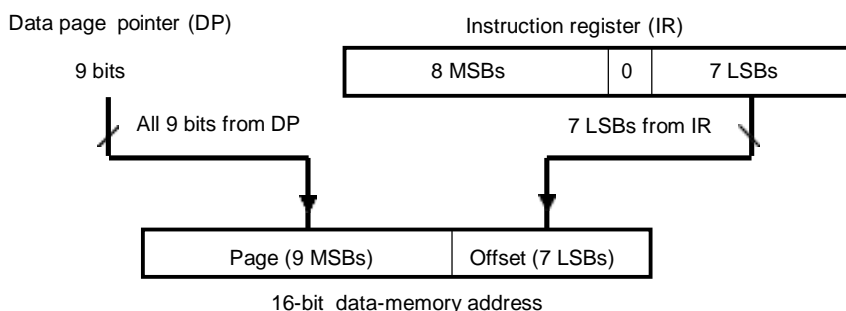 Data page pointer (DP)
Instruction register (IR)
9 bits
8 MSBs
0
7 LSBs
All 9 bits from DP
7 LSBs from IR
Page (9 MSBs)
Offset (7 LSBs)
16-bit data-memory address